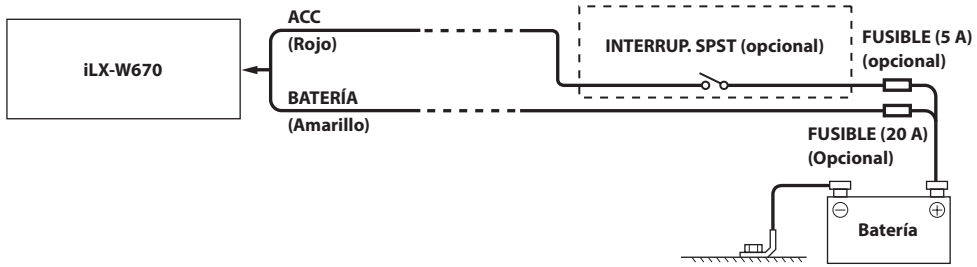 iLX-W670
ACC
(Rojo)
INTERRUP. SPST (opcional)
FUSIBLE (5 A)
(opcional)
BATERÍA
(Amarillo)
FUSIBLE (20 A)
(Opcional)
Batería